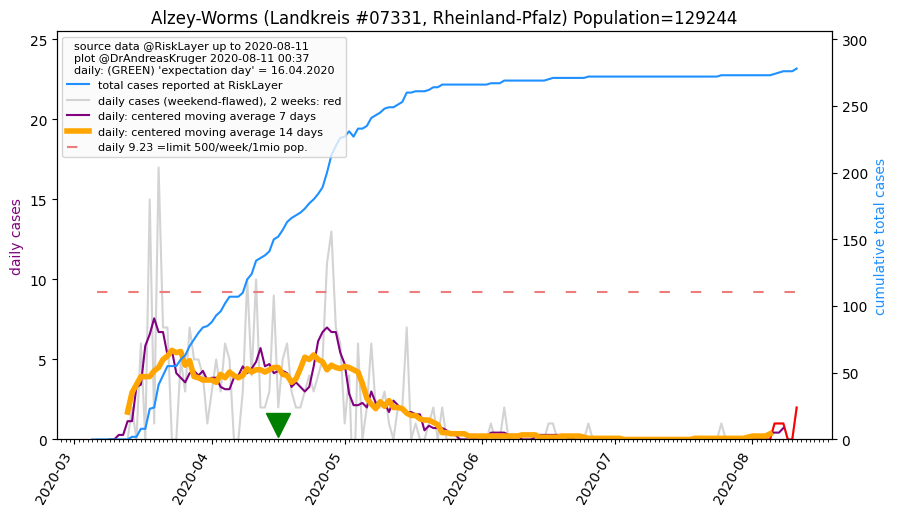 Alzey-Worms (Landkreis #07331, Rheinland-Pfalz) Population=129244
source data @RiskLayer up to 2020-08-11
plot @DrAndreasKruger 2020-08-11 00:37
daily: (GREEN) 'expectation day' = 16.04.2020
total cases reported at RiskLayer
daily cases (weekend-flawed), 2 weeks: red
daily: centered moving average 7 days
daily: centered moving average 14 days
daily 9.23 =limit 500/week/1mio pop.
daily cases
25
20
15
10
5
0
300
250
200
150
100
50
0
cumulative total cases
2020-03
2020-04
2020-05
2020-06
2020-07
2020-08